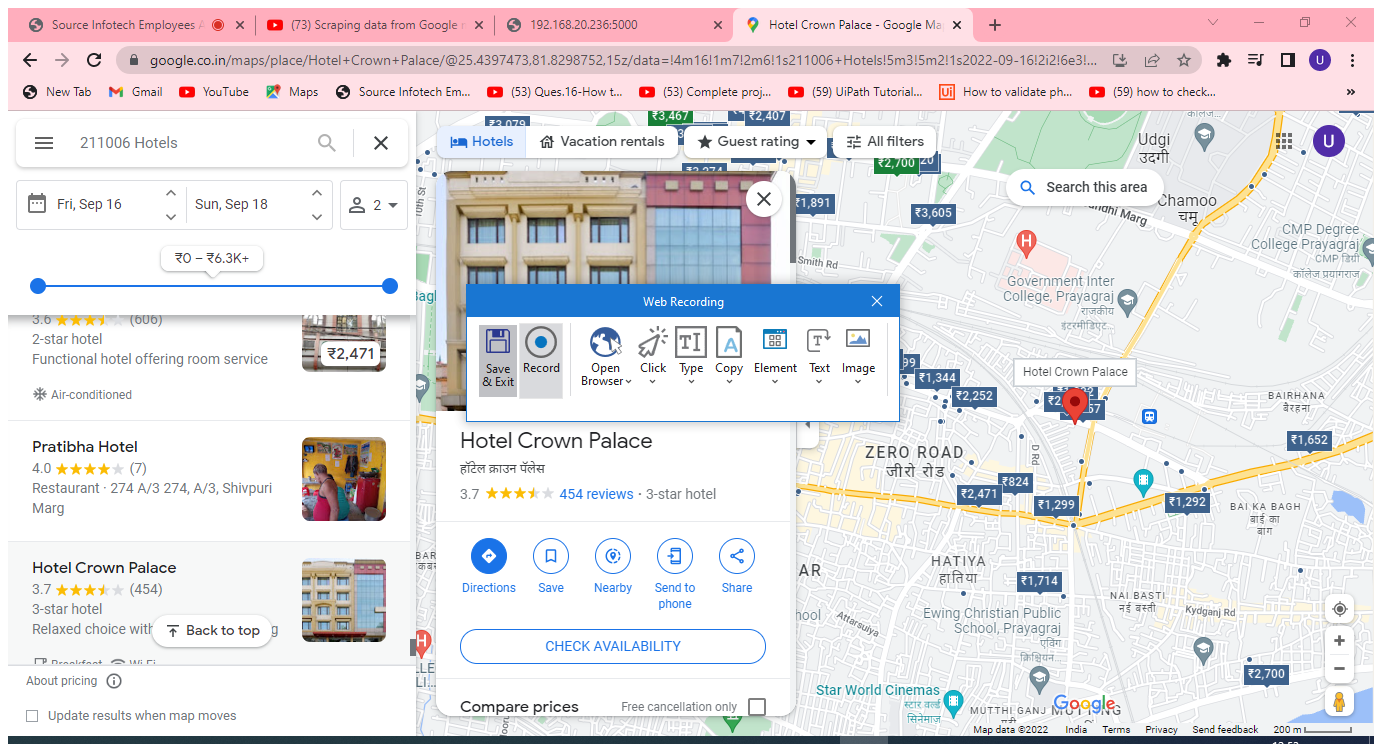 Source Infotech Employees A
(73) Scraping data from Google m
192.168.20.236:5000
Hotel Crown Palace - Google Ma
google.co.in/maps/place/Hotel+Crown+Palace/@25.4397473,81.8298752,15z/data=!4m16!1m7!2m6!1s211006+Hotels!5m3!5m2!1s2022-09-16!2i2!6e3!...
U
New Tab
Gmail
YouTube
Maps
Source Infotech Em...
(53) Ques.16-How t...
(53) Complete proj...
(59) UiPath Tutorial...
Ui How to validate ph...
(59) how to check...
»
211006 Hotels
Fri, Sep 16
Sun, Sep 18
2
₹0 – ₹6.3K+
3.6 (606)
2-star hotel
Functional hotel offering room service
Air-conditioned
₹2,471
Pratibha Hotel
4.0 (7)
Restaurant · 274 A/3 274, A/3, Shivpuri
Marg
Hotel Crown Palace
3.7 (454)
3-star hotel
Relaxed choice with
Back to top
Breakfast Wi-Fi
About pricing
Update results when map moves
Hotels
Vacation rentals
Guest rating
All filters
Search this area
U
Web Recording
Save
& Exit
Record
Open
Browser
Click
Type
Copy
Element
Text
Image
Hotel Crown Palace
हॉटेल क्राउन पॅलेस
3.7 454 reviews · 3-star hotel
Directions
Save
Nearby
Send to
phone
Share
CHECK AVAILABILITY
Compare prices
Free cancellation only
₹3,079
₹3,467
₹2,407
₹2,700
₹1,891
₹3,605
Udgi
उदगी
Chamoo
चमू
CMP Degree
College Prayagraj
सीएमपी डिग्री
कॉलेज प्रयागराज
Smith Rd
Government Inter
College, Prayagraj
राजकीय
इंटरमीडिएट...
Hotel Crown Palace
₹1,344
₹2,252
BAIRHANA
बैरहना
₹1,652
ZERO ROAD
जीरो रोड
D Rd
₹824
₹2,471
₹1,299
₹1,292
BAI KA BAGH
बाई का
बाग
HATIYA
हातिया
₹1,714
NAI BASTI
नई बस्ती
Kydganj Rd
Ewing Christian Public
School, Prayagraj
एविंग
क्रिश्चियन...
Attarsuiya
₹2,700
Star World Cinemas
स्टार वर्ल्ड
सिनेमाज़
MUTTHI GANJ
Google
Map data ©2022
India
Terms
Privacy
Send feedback
200 m